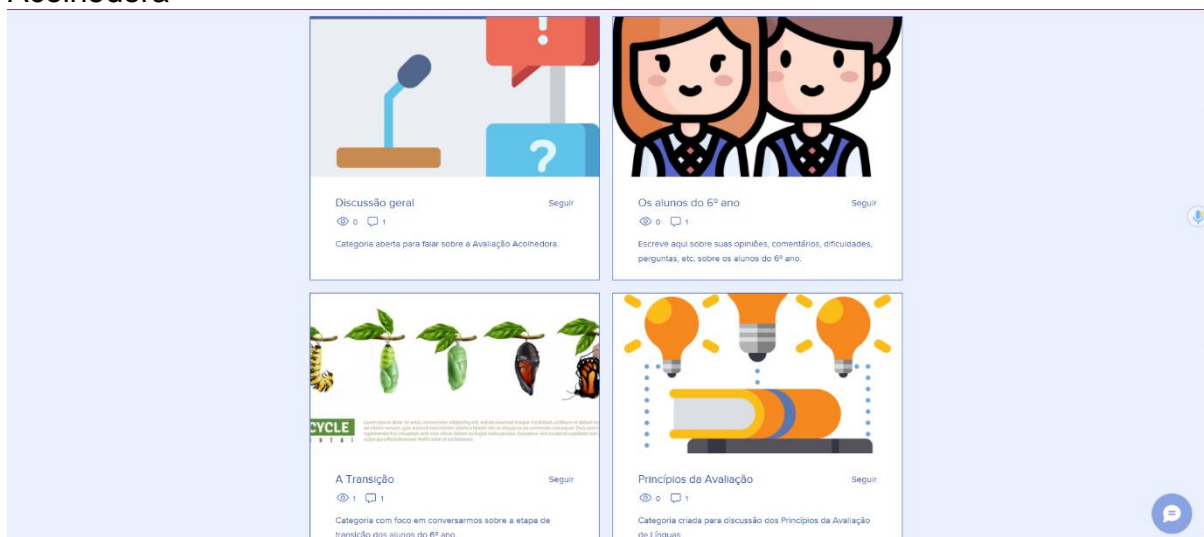 Acolhedora
!
?
Discussão geral
Seguir
0 1
Categoria aberta para falar sobre a Avaliação Acolhedora.
Os alunos do 6º ano
Seguir
0 1
Escreve aqui sobre suas opiniões, comentários, dificuldades,
perguntas, etc. sobre os alunos do 6º ano.
CYCLE
A Transição
Seguir
1 1
Categoria com foco em conversarmos sobre a etapa de
transição dos alunos do 6º ano
Princípios da Avaliação
Seguir
0 1
Categoria criada para discussão dos Princípios da Avaliação
de Línguas